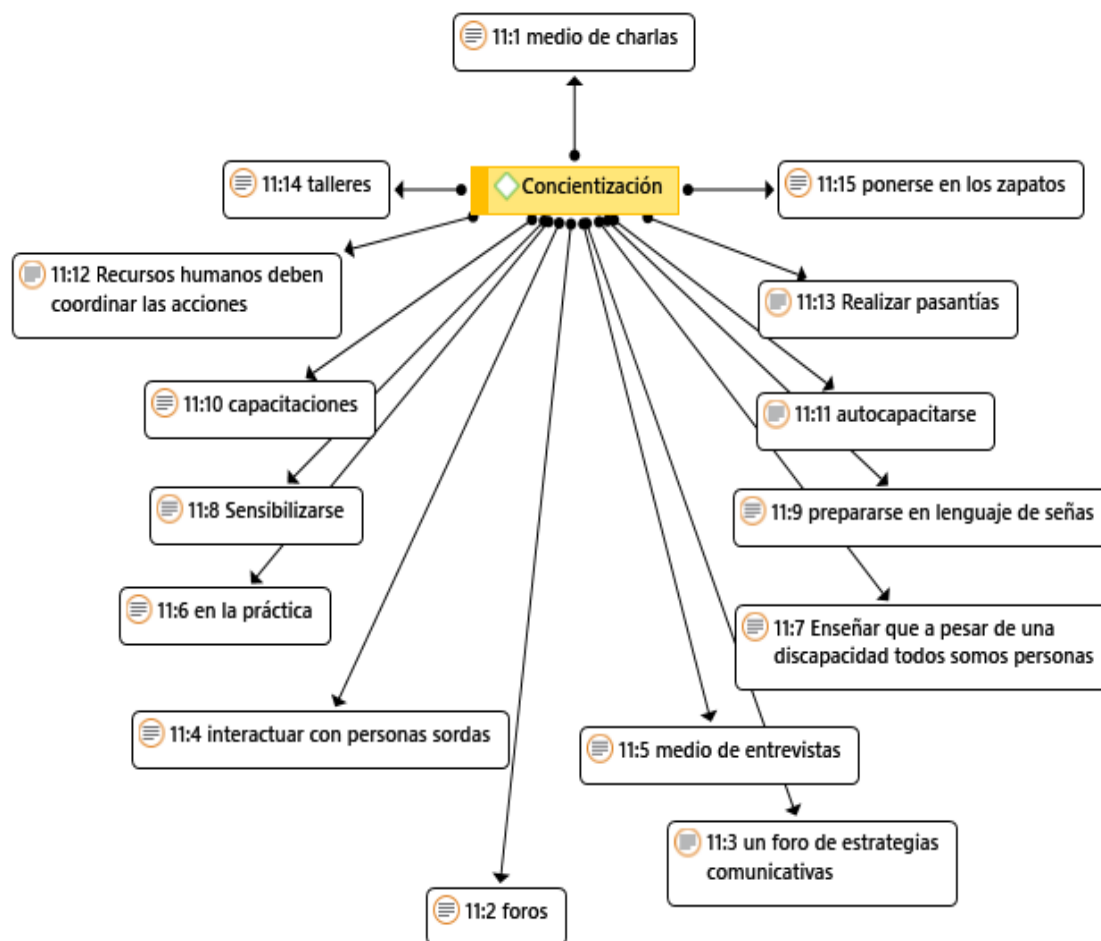 11:1 medio de charlas
11:14 talleres
Concientización
11:15 ponerse en los zapatos
11:12 Recursos humanos deben
coordinar las acciones
11:13 Realizar pasantías
11:10 capacitaciones
11:11 autocapacitarse
11:8 Sensibilizarse
11:9 prepararse en lenguaje de señas
11:6 en la práctica
11:7 Enseñar que a pesar de una
discapacidad todos somos personas
11:4 interactuar con personas sordas
11:5 medio de entrevistas
11:3 un foro de estrategias
comunicativas
11:2 foros